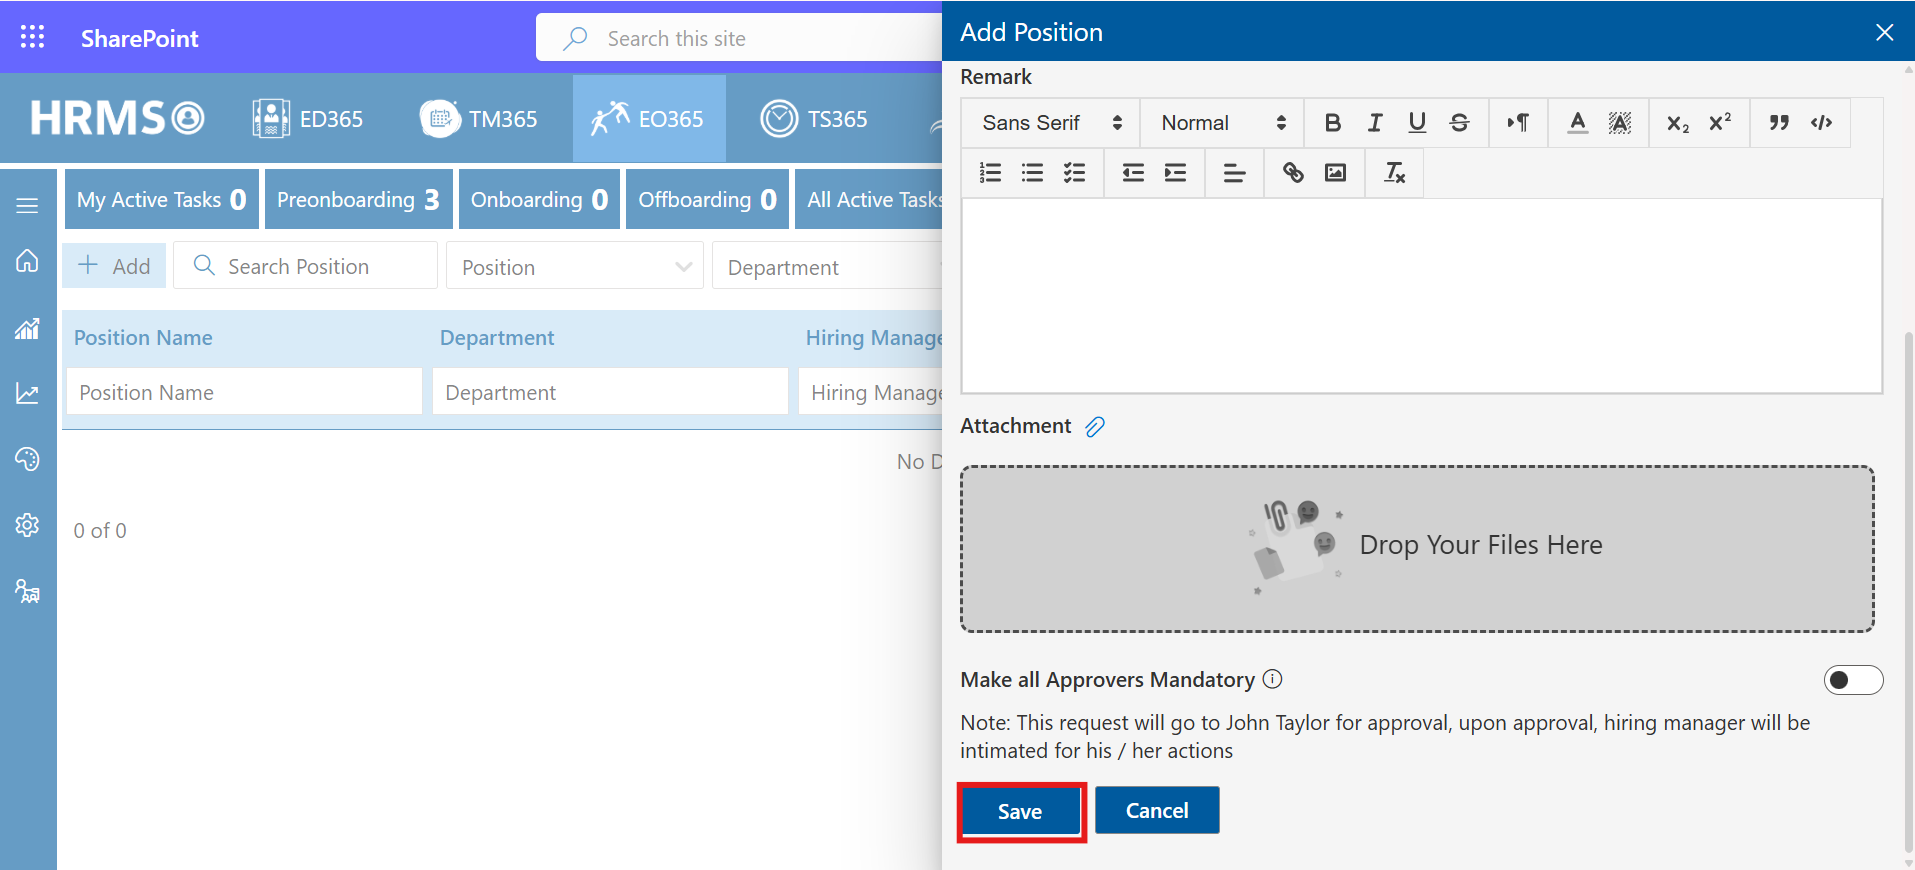 SharePoint
Search this site
HRMS
ED365
TM365
EO365
TS365
My Active Tasks 0
Preonboarding 3
Onboarding 0
Offboarding 0
All Active Tasks
Add
Search Position
Position
Department
Position Name
Department
Hiring Manage
Position Name
Department
Hiring Manage
No D
0 of 0
Add Position
Remark
Sans Serif
Normal
Attachment
Drop Your Files Here
Make all Approvers Mandatory
Note: This request will go to John Taylor for approval, upon approval, hiring manager will be
intimated for his / her actions
Save
Cancel